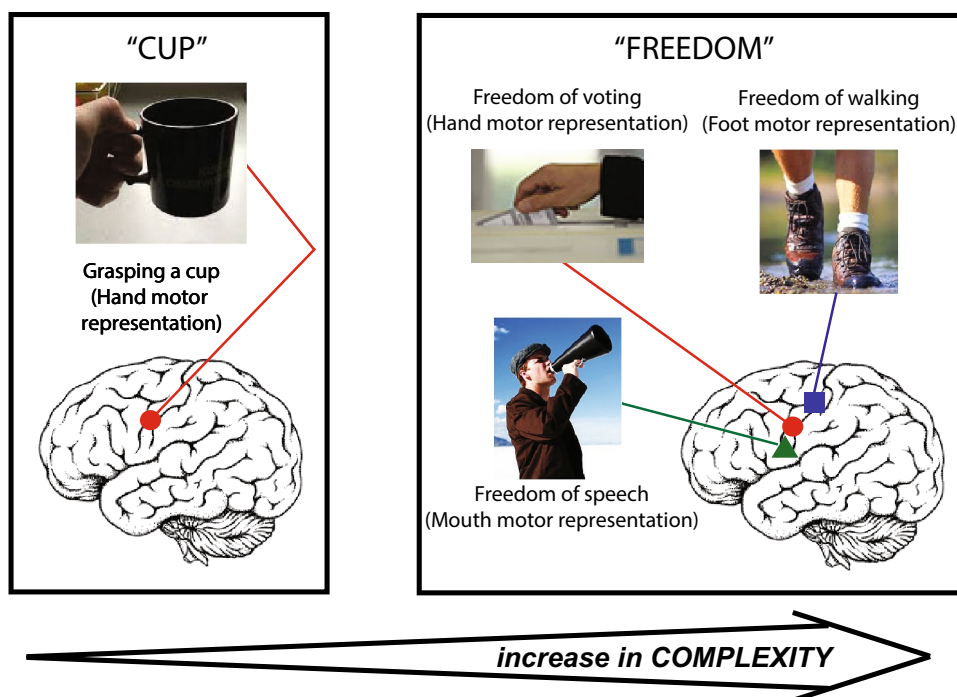 “CUP”
Grasping a cup
(Hand motor
representation)
“FREEDOM”
Freedom of voting
(Hand motor representation)
Freedom of walking
(Foot motor representation)
Freedom of speech
(Mouth motor representation)
increase in COMPLEXITY